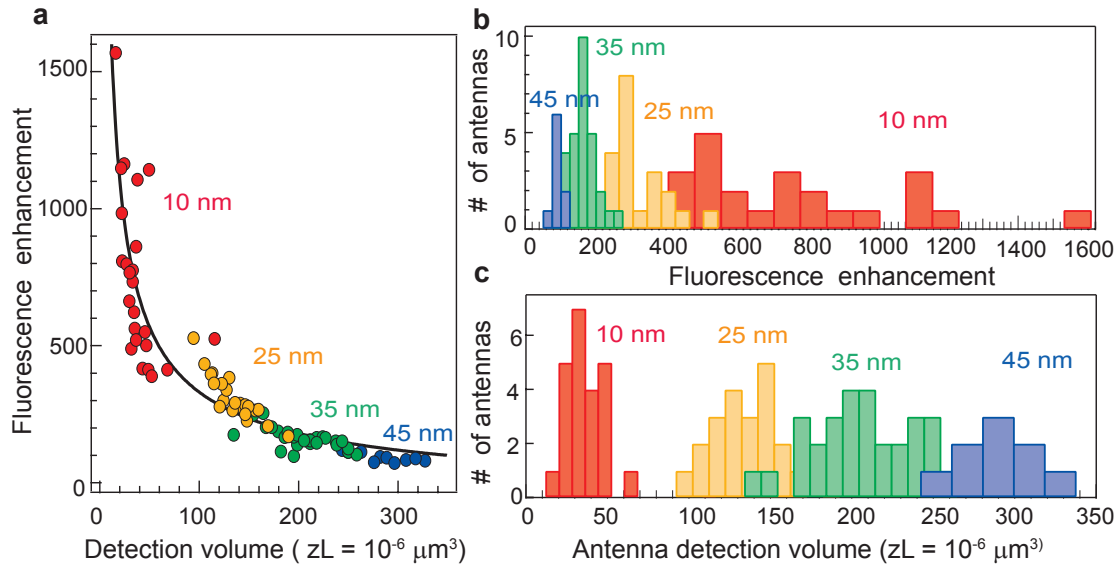 a
Fluorescence enhancement
1500
1000
500
0
10 nm
25 nm
35 nm
45 nm
0 100 200 300
Detection volume ( zL = 10⁻⁶ µm³)
b
# of antennas
10
5
0
45 nm
35 nm
25 nm
10 nm
200 400 600 800 1000 1200 1400 1600
Fluorescence enhancement
c
# of antennas
6
4
2
0
10 nm
25 nm
35 nm
45 nm
0 50 100 150 200 250 300 350
Antenna detection volume (zL = 10⁻⁶ µm³⁾